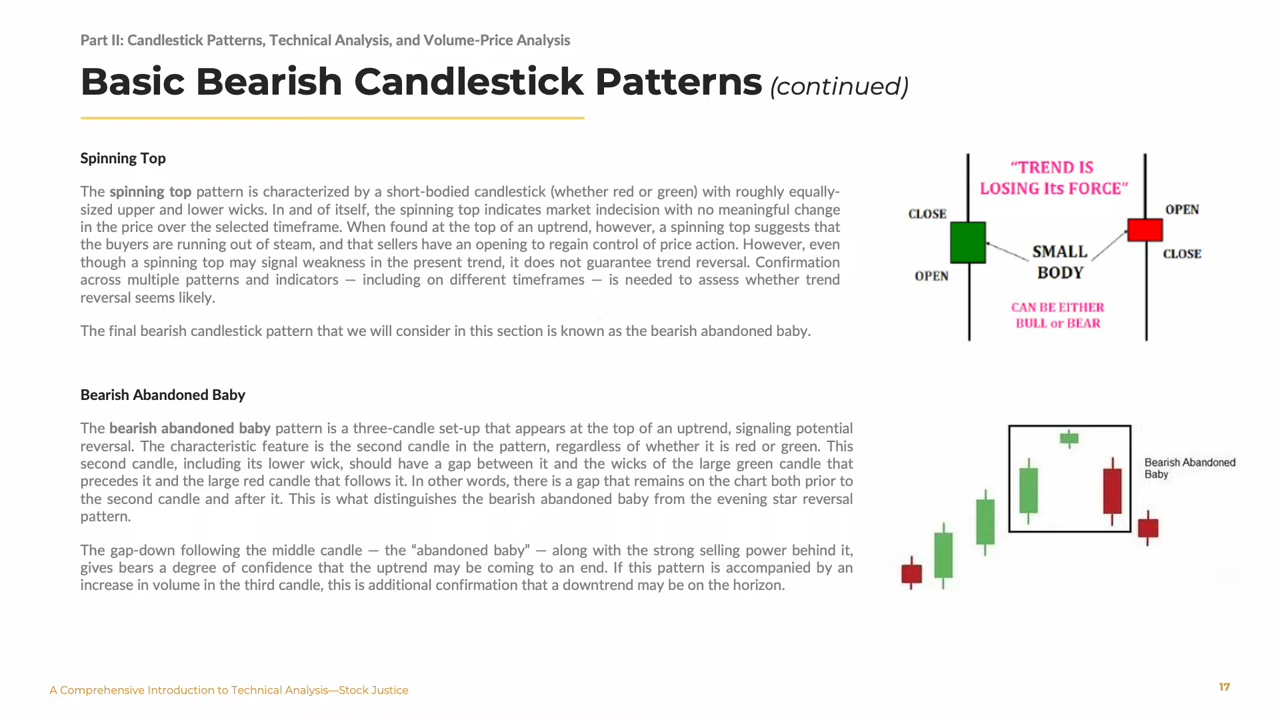 Part II: Candlestick Patterns, Technical Analysis, and Volume-Price Analysis
Basic Bearish Candlestick Patterns (continued)
Spinning Top
The spinning top pattern is characterized by a short-bodied candlestick (whether red or green) with roughly equally-
sized upper and lower wicks. In and of itself, the spinning top indicates market indecision with no meaningful change
in the price over the selected timeframe. When found at the top of an uptrend, however, a spinning top suggests that
the buyers are running out of steam, and that sellers have an opening to regain control of price action. However, even
though a spinning top may signal weakness in the present trend, it does not guarantee trend reversal. Confirmation
across multiple patterns and indicators — including on different timeframes — is needed to assess whether trend
reversal seems likely.
The final bearish candlestick pattern that we will consider in this section is known as the bearish abandoned baby.
“TREND IS
LOSING Its FORCE”
CLOSE
OPEN
SMALL
BODY
OPEN
CLOSE
CAN BE EITHER
BULL or BEAR
Bearish Abandoned Baby
The bearish abandoned baby pattern is a three-candle set-up that appears at the top of an uptrend, signaling potential
reversal. The characteristic feature is the second candle in the pattern, regardless of whether it is red or green. This
second candle, including its lower wick, should have a gap between it and the wicks of the large green candle that
precedes it and the large red candle that follows it. In other words, there is a gap that remains on the chart both prior to
the second candle and after it. This is what distinguishes the bearish abandoned baby from the evening star reversal
pattern.
The gap-down following the middle candle — the “abandoned baby” — along with the strong selling power behind it,
gives bears a degree of confidence that the uptrend may be coming to an end. If this pattern is accompanied by an
increase in volume in the third candle, this is additional confirmation that a downtrend may be on the horizon.
Bearish Abandoned
Baby
A Comprehensive Introduction to Technical Analysis—Stock Justice
17